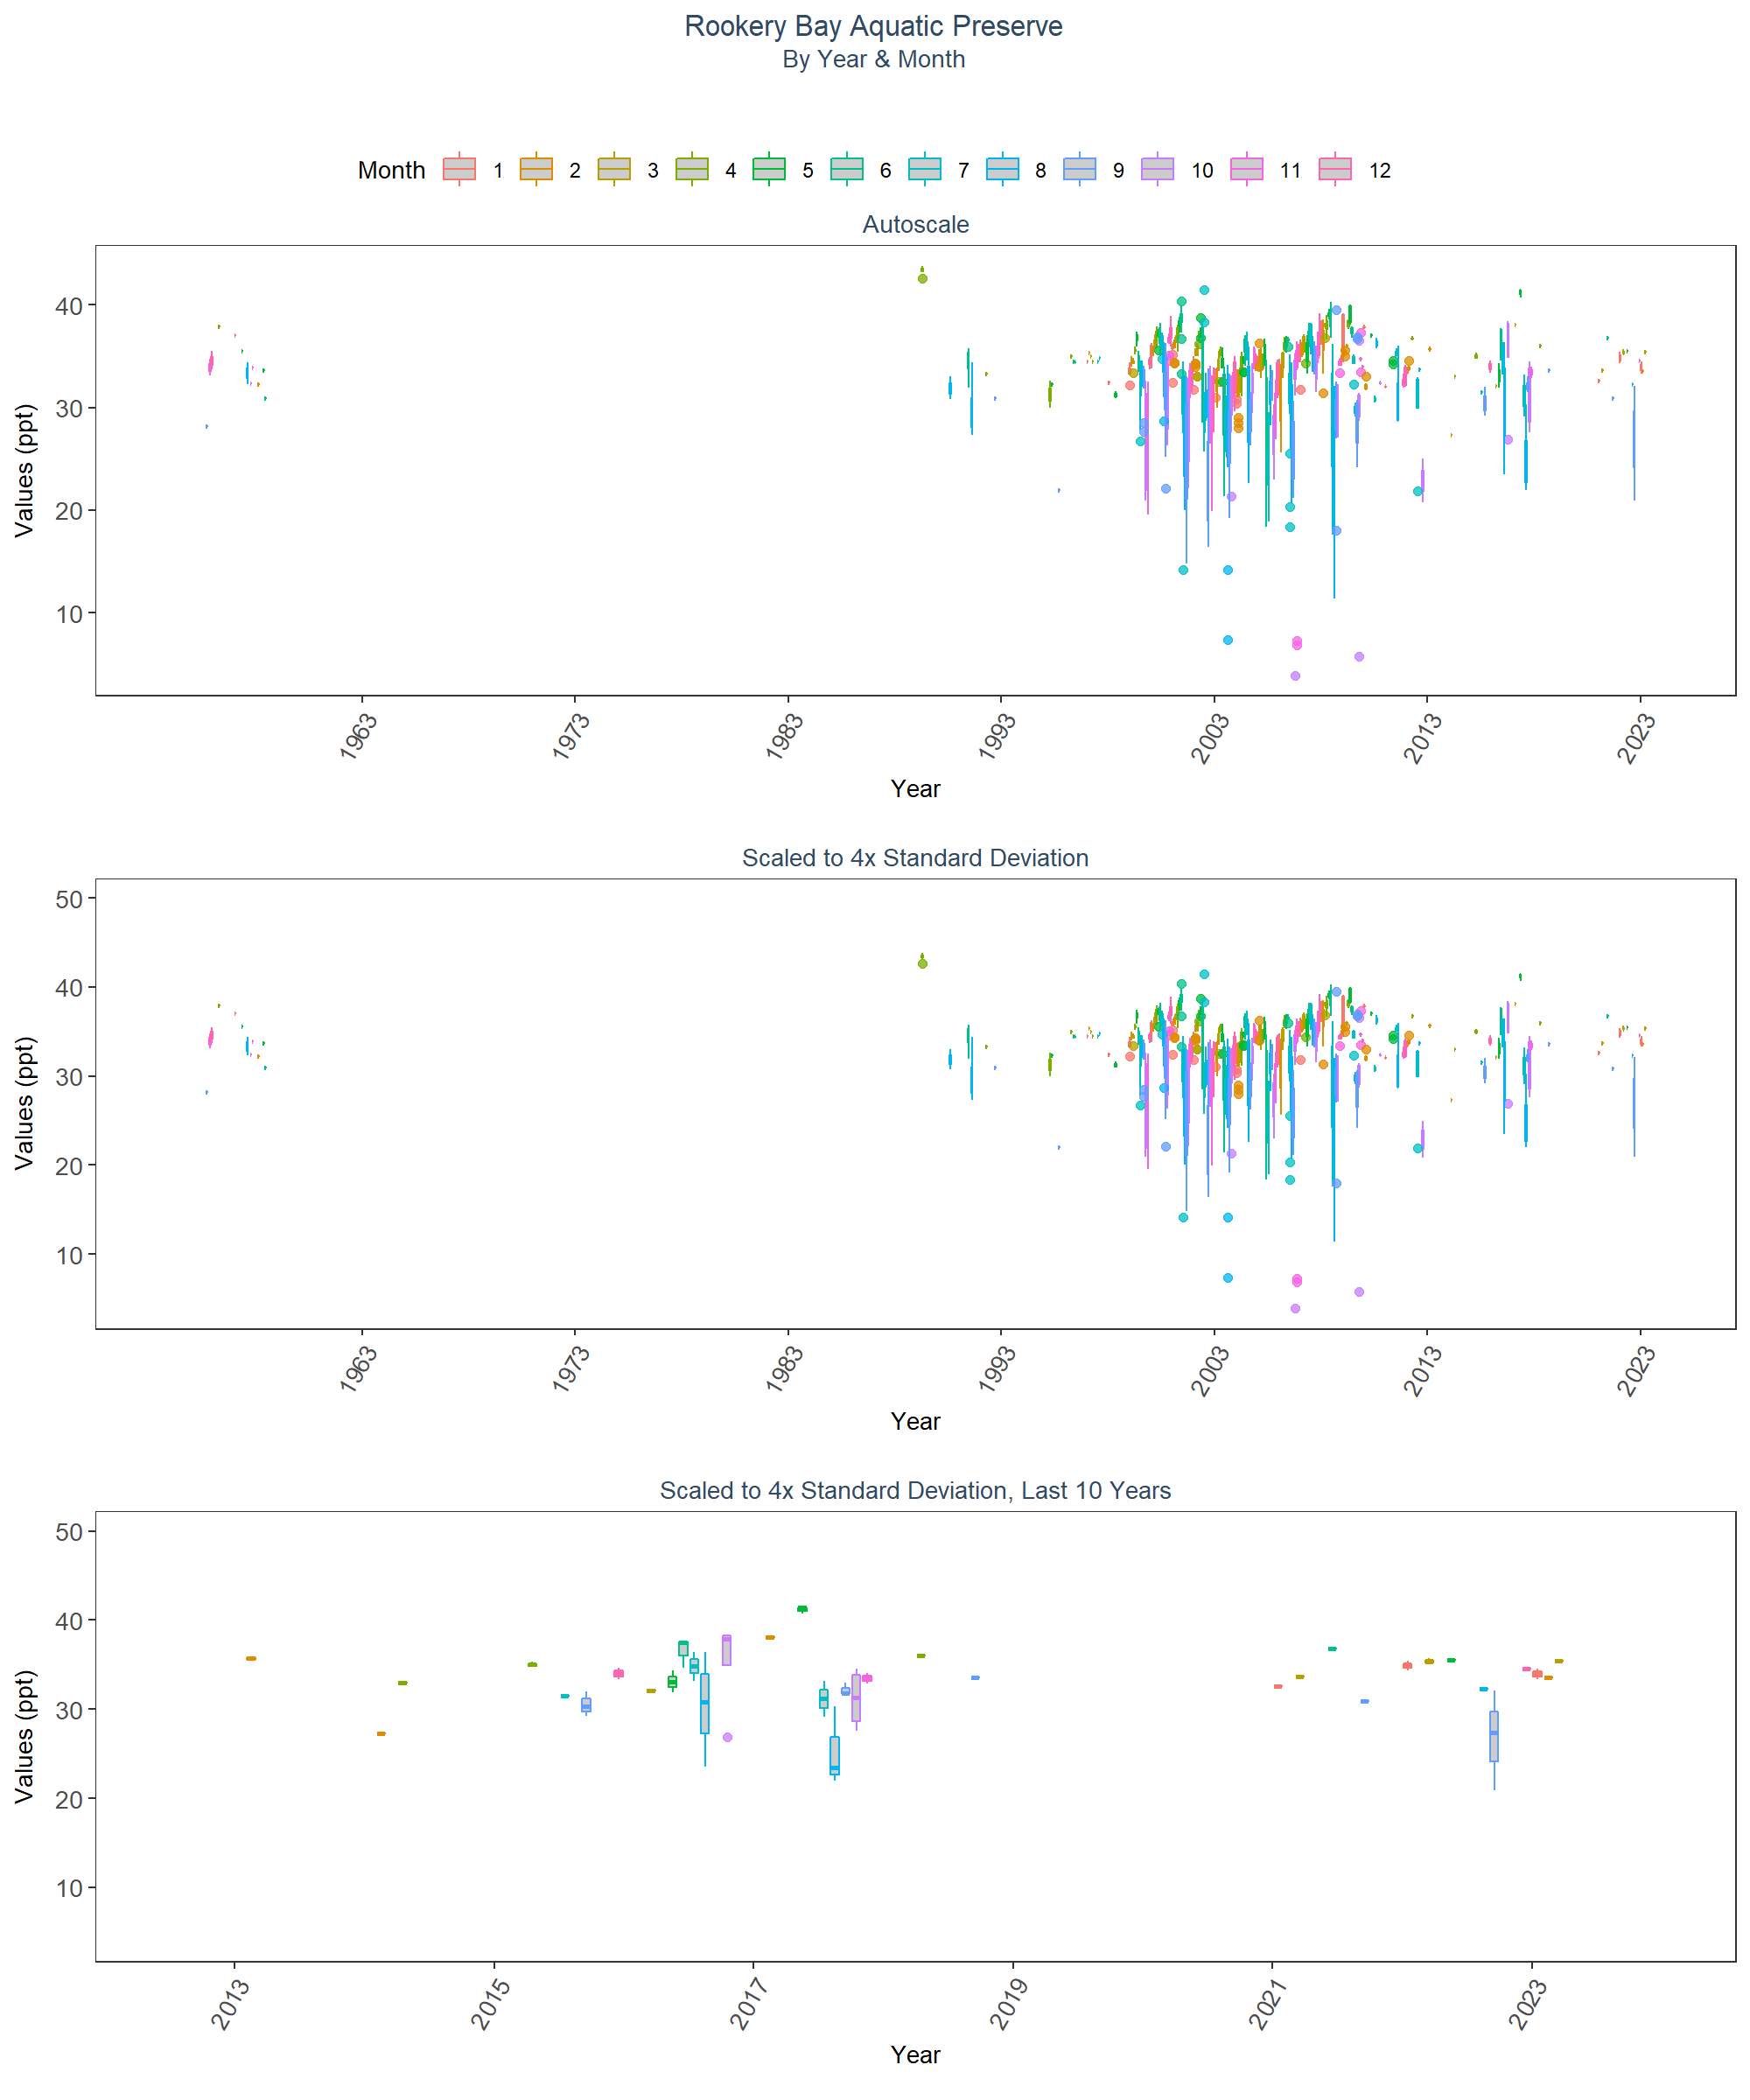 Rookery Bay Aquatic Preserve
By Year & Month
Month 1 2 3 4 5 6 7 8 9 10 11 12
Autoscale
Values (ppt)
40
30
20
10
1963 1973 1983 1993 2003 2013 2023
Year
Scaled to 4x Standard Deviation
Values (ppt)
50
40
30
20
10
1963 1973 1983 1993 2003 2013 2023
Year
Scaled to 4x Standard Deviation, Last 10 Years
Values (ppt)
50
40
30
20
10
2013 2015 2017 2019 2021 2023
Year